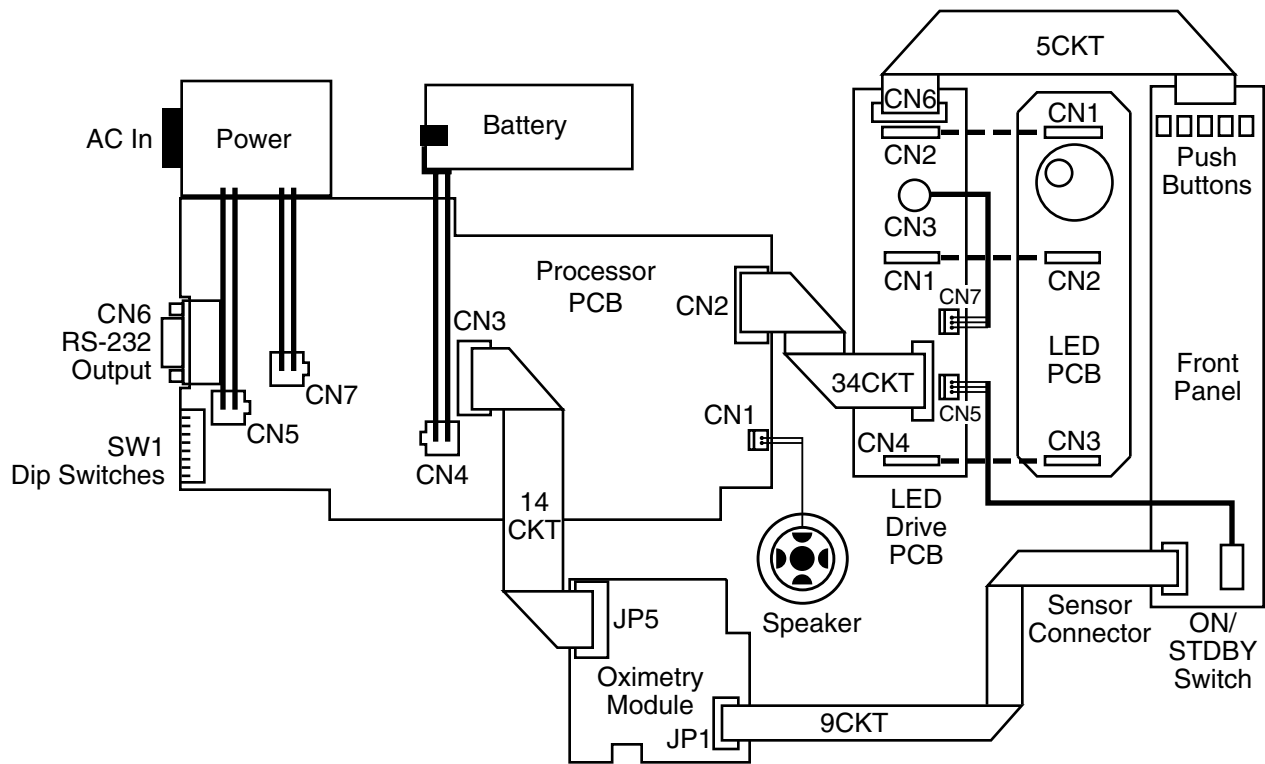 5CKT
AC In
Power
Battery
CN6
CN2
CN3
CN1
CN7
CN5
CN4
34CKT
LED
Drive
PCB
CN1
CN2
LED
PCB
CN3
Push
Buttons
Front
Panel
Processor
PCB
CN6
RS-232
Output
SW1
Dip Switches
CN5
CN7
CN4
CN3
CN2
CN1
14
CKT
Speaker
JP5
Oximetry
Module
JP1
9CKT
Sensor
Connector
ON/
STDBY
Switch